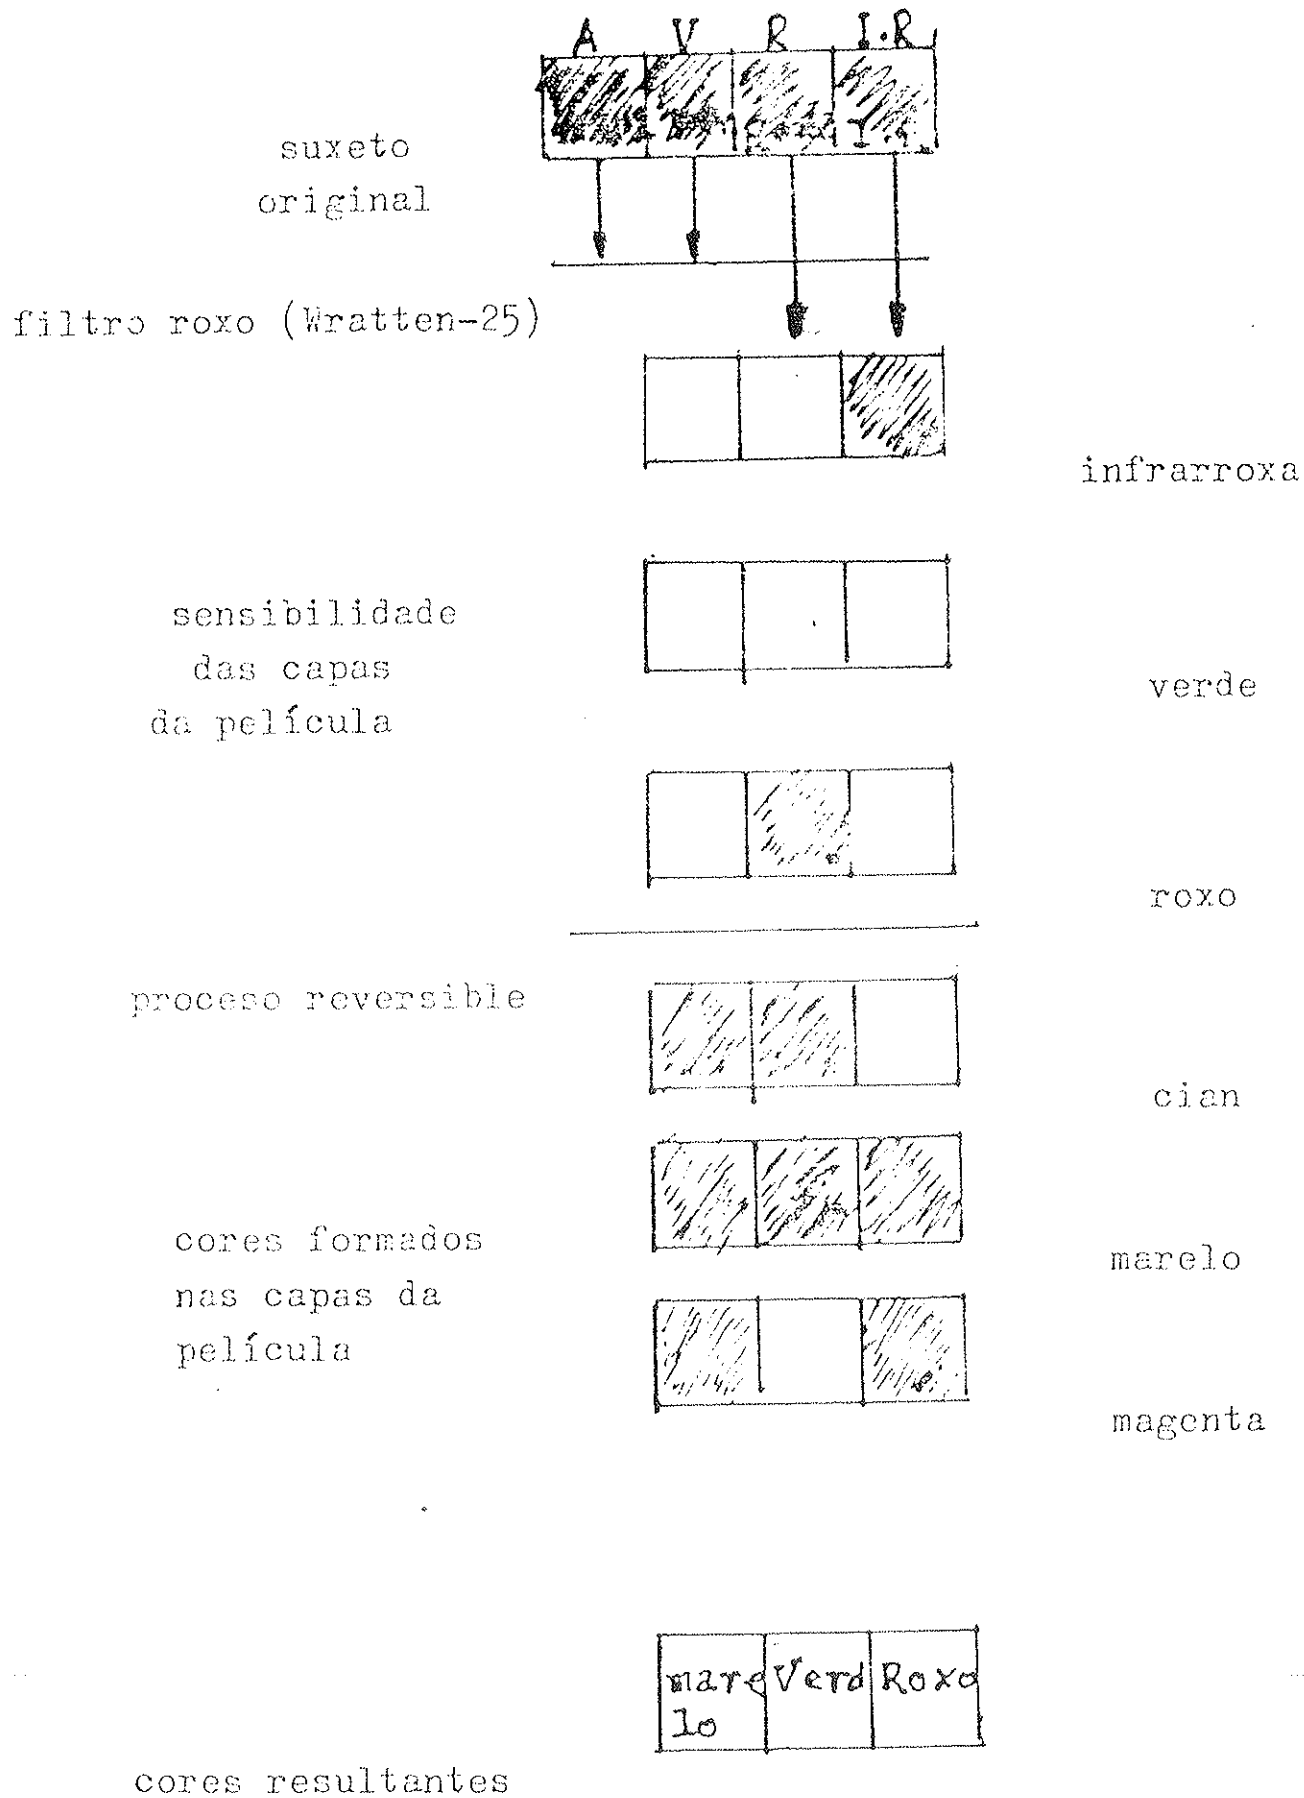 A V R I.R
suxeto
original
filtro roxo (Wratten-25)
infrarroxa
sensibilidade
das capas
da película
verde
roxo
proceso reversible
cian
cores formados
nas capas da
película
marelo
magenta
mare Verd Roxo
lo
cores resultantes